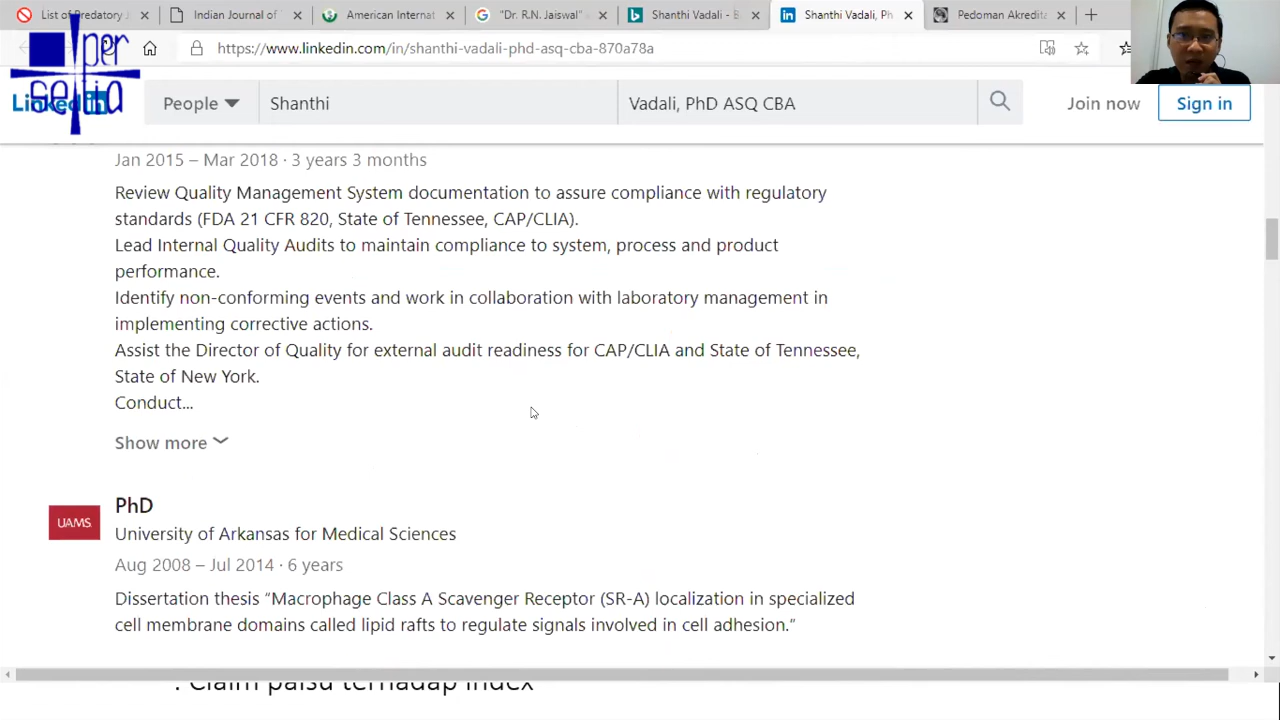 List of Predatory J
Indian Journal of
American Internat
"Dr. R.N. Jaiswal"
Shanthi Vadali - B
Shanthi Vadali, Ph
Pedoman Akredita
https://www.linkedin.com/in/shanthi-vadali-phd-asq-cba-870a78a
per
setia
Linked in
People
Shanthi
Vadali, PhD ASQ CBA
Join now
Sign in
Jan 2015 – Mar 2018 · 3 years 3 months
Review Quality Management System documentation to assure compliance with regulatory
standards (FDA 21 CFR 820, State of Tennessee, CAP/CLIA).
Lead Internal Quality Audits to maintain compliance to system, process and product
performance.
Identify non-conforming events and work in collaboration with laboratory management in
implementing corrective actions.
Assist the Director of Quality for external audit readiness for CAP/CLIA and State of Tennessee,
State of New York.
Conduct...
Show more
UAMS
PhD
University of Arkansas for Medical Sciences
Aug 2008 – Jul 2014 · 6 years
Dissertation thesis “Macrophage Class A Scavenger Receptor (SR-A) localization in specialized
cell membrane domains called lipid rafts to regulate signals involved in cell adhesion.”
. Claim palsu terhadap index